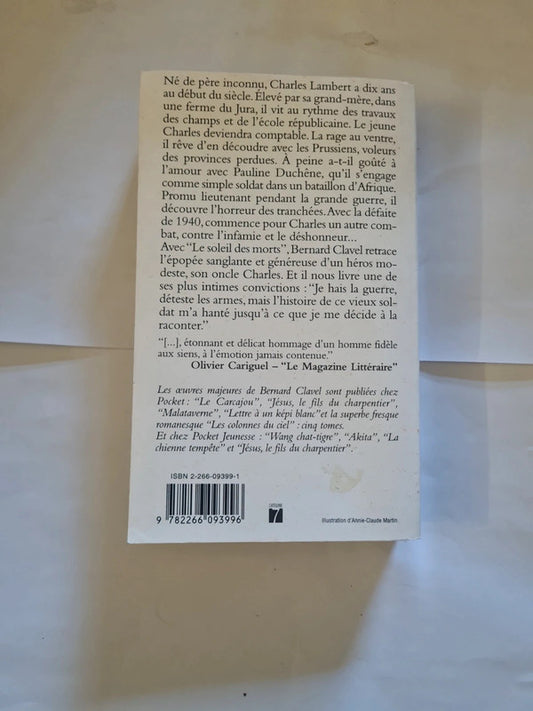 Né de père inconnu, Charles Lambert a dix ans
au début du siècle. Élevé par sa grand-mère, dans
une ferme du Jura, il vit au rythme des travaux
des champs et de l'école républicaine. Le jeune
Charles deviendra comptable. La rage au ventre,
il rêve d'en découdre avec les Prussiens, voleurs
des provinces perdues. À peine a-t-il goûté à
l'amour avec Pauline Duchêne, qu'il s'engage
comme simple soldat dans un bataillon d'Afrique.
Promu lieutenant pendant la grande guerre, il
découvre l'horreur des tranchées. Avec la défaite
de 1940, commence pour Charles un autre com-
bat, contre l'infamie et le déshonneur...
Avec "Le soleil des morts", Bernard Clavel retrace
l'épopée sanglante et généreuse d'un héros mo-
deste, son oncle Charles. Et il nous livre une de
ses plus intimes convictions : "Je hais la guerre,
déteste les armes, mais l'histoire de ce vieux sol-
dat m'a hanté jusqu'à ce que je me décide à la
raconter."
"[...], étonnant et délicat hommage d'un homme fidèle
aux siens, à l'émotion jamais contenue."
Olivier Cariguel – "Le Magazine Littéraire"
Les œuvres majeures de Bernard Clavel sont publiées chez
Pocket : "Le Carcajou", "Jésus, le fils du charpentier",
"Malataverne", "Lettre à un képi blanc" et la superbe fresque
romanesque "Les colonnes du ciel" : cinq tomes.
Et chez Pocket Jeunesse : "Wang chat-tigre", "Akita", "La
chienne tempête" et "Jésus, le fils du charpentier".
ISBN 2-266-09399-1
9 782266 093996
CATÉGORIE
7
Illustration d'Annie-Claude Martin